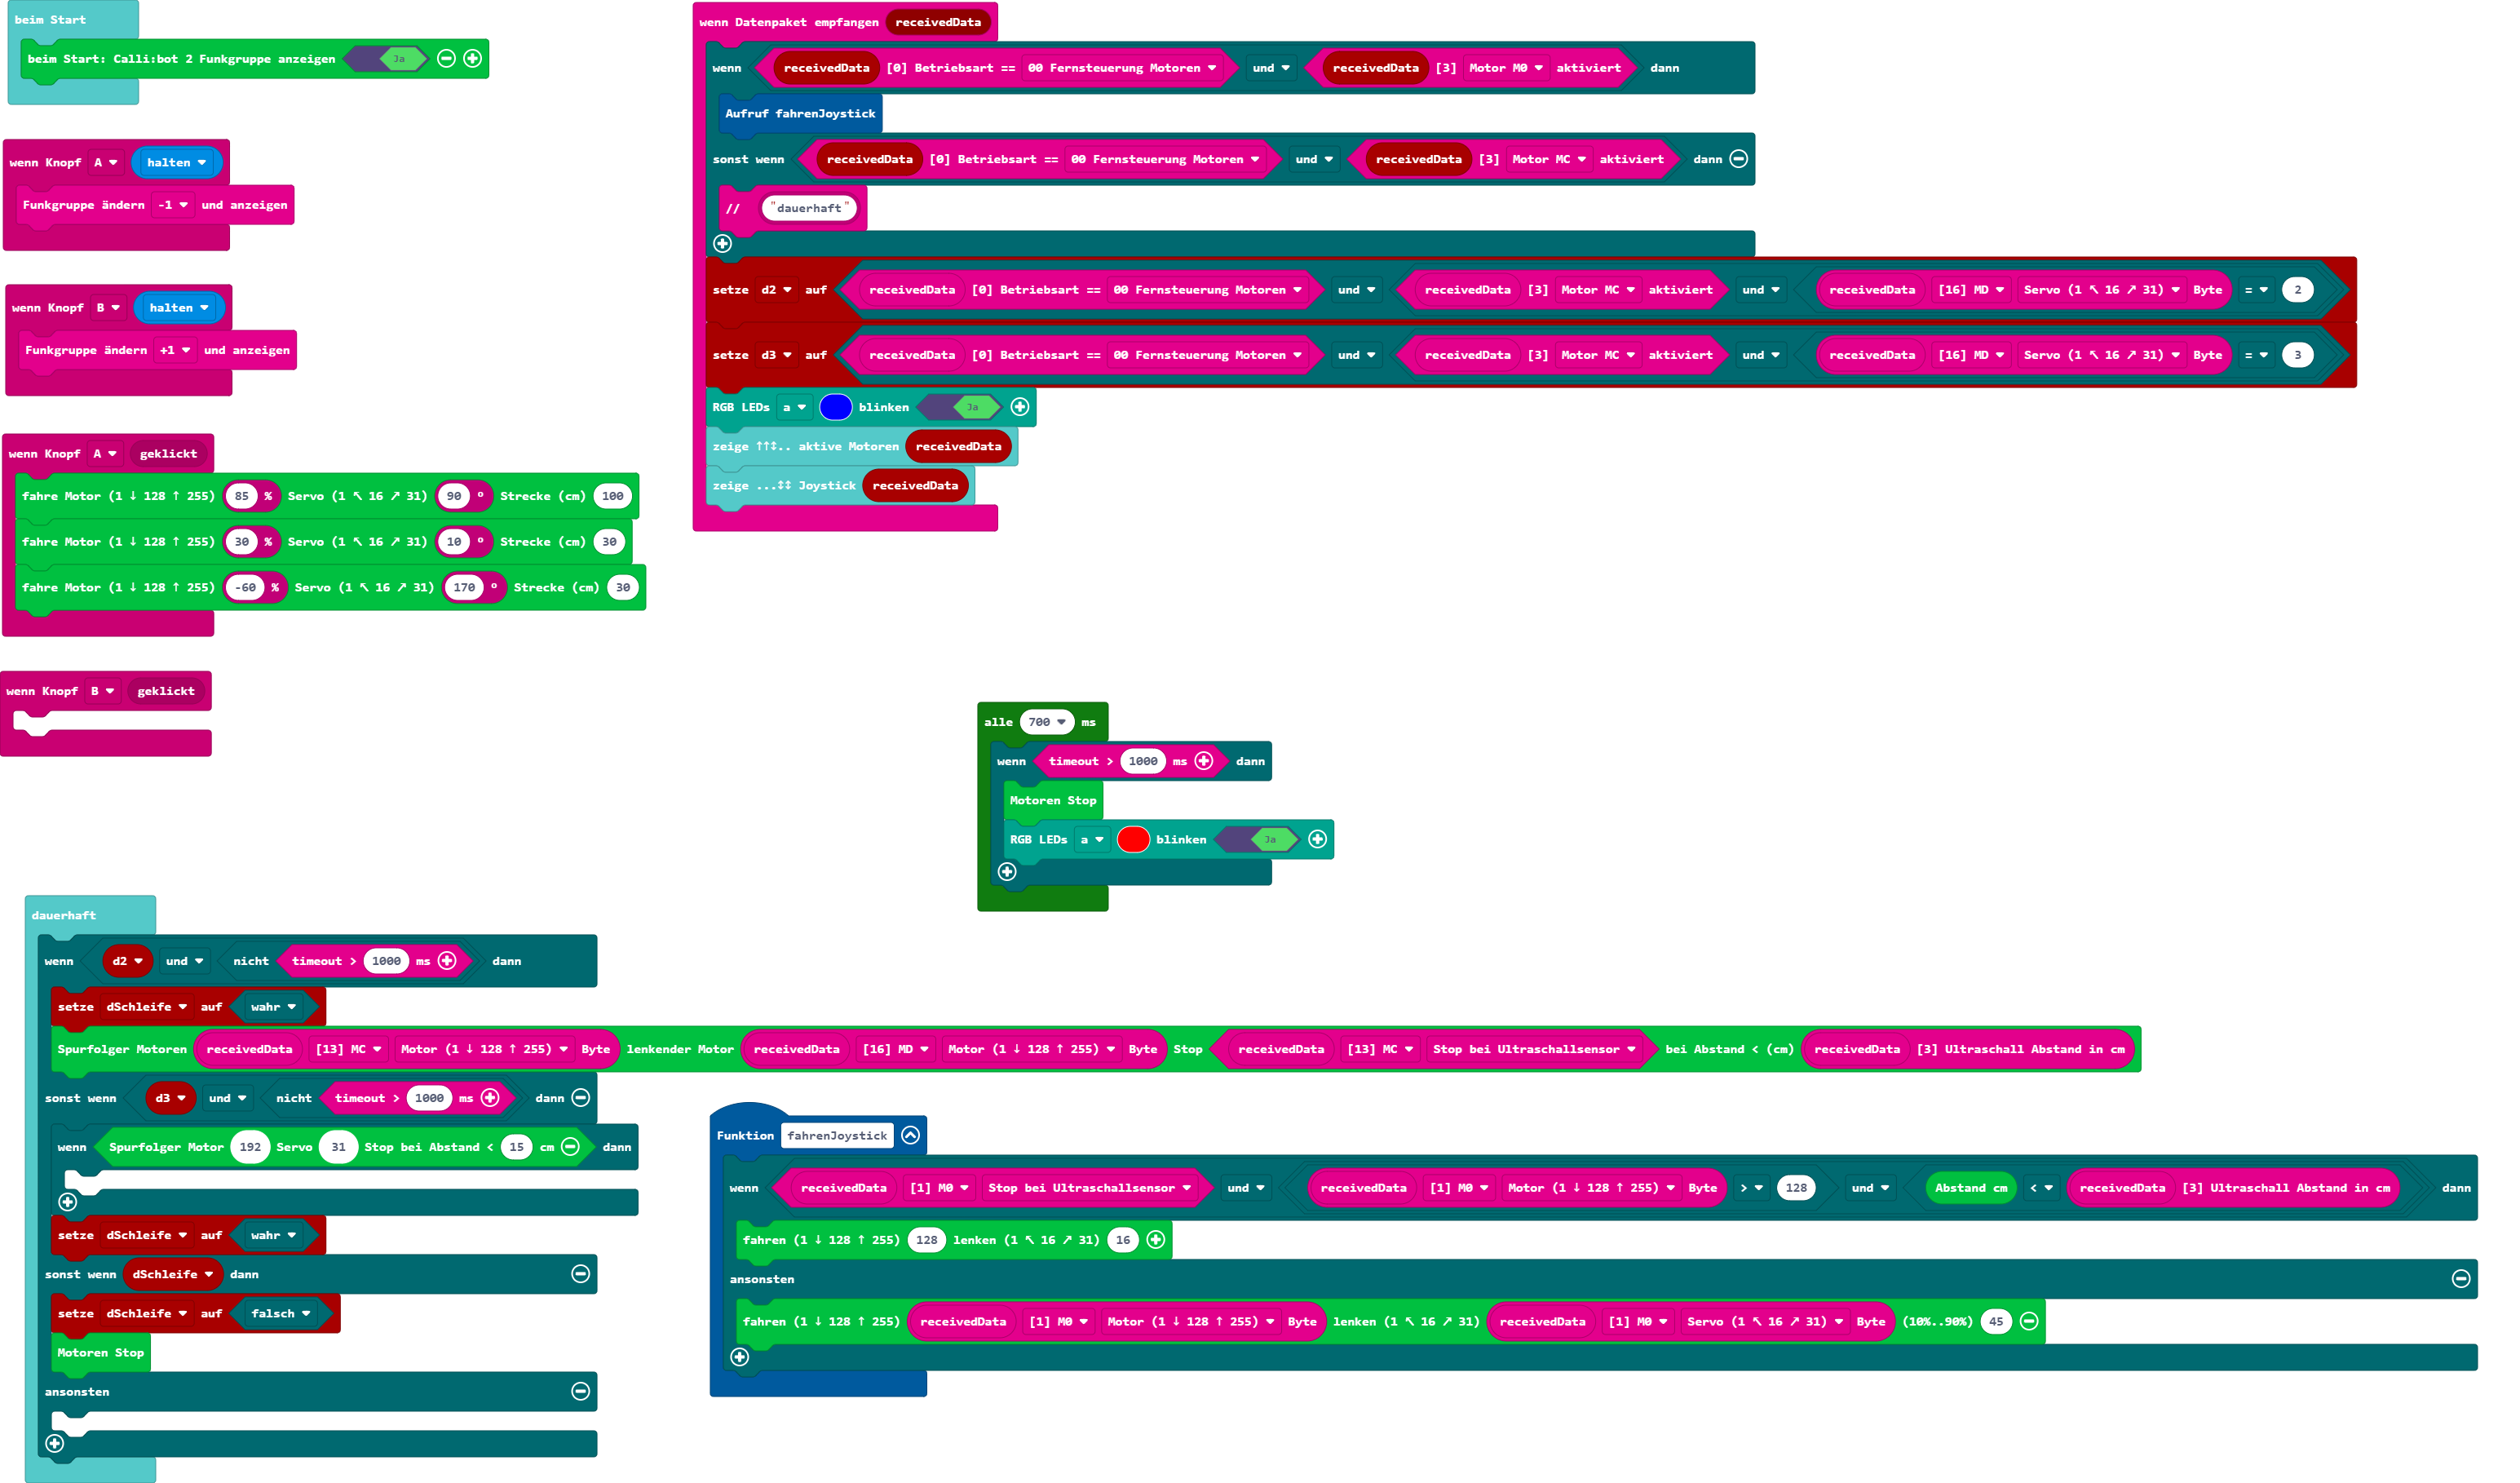 beim Start
beim Start: Calli:bot 2 Funkgruppe anzeigen Ja
wenn Knopf A halten
Funkgruppe ändern -1 und anzeigen
wenn Knopf B halten
Funkgruppe ändern +1 und anzeigen
wenn Knopf A geklickt
fahre Motor (1 ↓ 128 ↑ 255) 85 % Servo (1 ↖ 16 ↗ 31) 90 ° Strecke (cm) 100
fahre Motor (1 ↓ 128 ↑ 255) 30 % Servo (1 ↖ 16 ↗ 31) 10 ° Strecke (cm) 30
fahre Motor (1 ↓ 128 ↑ 255) -60 % Servo (1 ↖ 16 ↗ 31) 170 ° Strecke (cm) 30
wenn Knopf B geklickt
wenn Datenpaket empfangen receivedData
wenn receivedData [0] Betriebsart == 00 Fernsteuerung Motoren und receivedData [3] Motor M0 aktiviert dann
Aufruf fahrenJoystick
sonst wenn receivedData [0] Betriebsart == 00 Fernsteuerung Motoren und receivedData [3] Motor MC aktiviert dann
// "dauerhaft"
setze d2 auf receivedData [0] Betriebsart == 00 Fernsteuerung Motoren und receivedData [3] Motor MC aktiviert und receivedData [16] MD Servo (1 ↖ 16 ↗ 31) Byte = 2
setze d3 auf receivedData [0] Betriebsart == 00 Fernsteuerung Motoren und receivedData [3] Motor MC aktiviert und receivedData [16] MD Servo (1 ↖ 16 ↗ 31) Byte = 3
RGB LEDs a blinken Ja
zeige ↑↑↕.. aktive Motoren receivedData
zeige ...↕↕ Joystick receivedData
alle 700 ms
wenn timeout > 1000 ms dann
Motoren Stop
RGB LEDs a blinken Ja
dauerhaft
wenn d2 und nicht timeout > 1000 ms dann
setze dSchleife auf wahr
Spurfolger Motoren receivedData [13] MC Motor (1 ↓ 128 ↑ 255) Byte lenkender Motor receivedData [16] MD Motor (1 ↓ 128 ↑ 255) Byte Stop receivedData [13] MC Stop bei Ultraschallsensor bei Abstand < (cm) receivedData [3] Ultraschall Abstand in cm
sonst wenn d3 und nicht timeout > 1000 ms dann
wenn Spurfolger Motor 192 Servo 31 Stop bei Abstand < 15 cm dann
setze dSchleife auf wahr
sonst wenn dSchleife dann
setze dSchleife auf falsch
Motoren Stop
ansonsten
Funktion fahrenJoystick
wenn receivedData [1] M0 Stop bei Ultraschallsensor und receivedData [1] M0 Motor (1 ↓ 128 ↑ 255) Byte > 128 und Abstand cm < receivedData [3] Ultraschall Abstand in cm dann
fahren (1 ↓ 128 ↑ 255) 128 lenken (1 ↖ 16 ↗ 31) 16
ansonsten
fahren (1 ↓ 128 ↑ 255) receivedData [1] M0 Motor (1 ↓ 128 ↑ 255) Byte lenken (1 ↖ 16 ↗ 31) receivedData [1] M0 Servo (1 ↖ 16 ↗ 31) Byte (10%..90%) 45